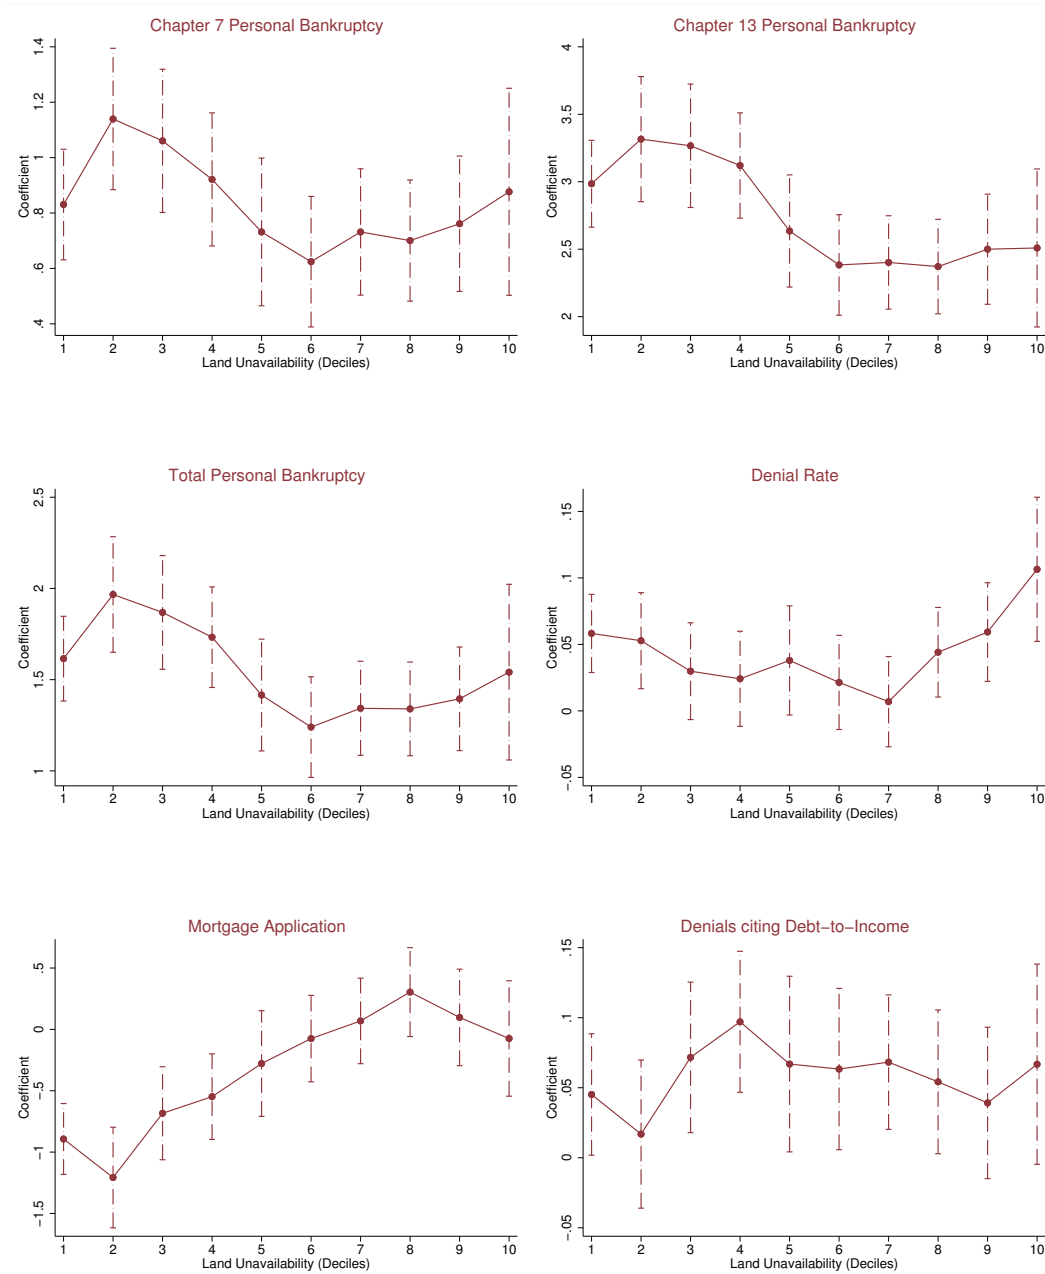 Chapter 7 Personal Bankruptcy
Coefficient
.4 .6 .8 1 1.2 1.4
1 2 3 4 5 6 7 8 9 10
Land Unavailability (Deciles)
Chapter 13 Personal Bankruptcy
Coefficient
2 2.5 3 3.5 4
1 2 3 4 5 6 7 8 9 10
Land Unavailability (Deciles)
Total Personal Bankruptcy
Coefficient
1 1.5 2 2.5
1 2 3 4 5 6 7 8 9 10
Land Unavailability (Deciles)
Denial Rate
Coefficient
−.05 0 .05 .1 .15
1 2 3 4 5 6 7 8 9 10
Land Unavailability (Deciles)
Mortgage Application
Coefficient
−1.5 −1 −.5 0 .5
1 2 3 4 5 6 7 8 9 10
Land Unavailability (Deciles)
Denials citing Debt−to−Income
Coefficient
−.05 0 .05 .1 .15
1 2 3 4 5 6 7 8 9 10
Land Unavailability (Deciles)